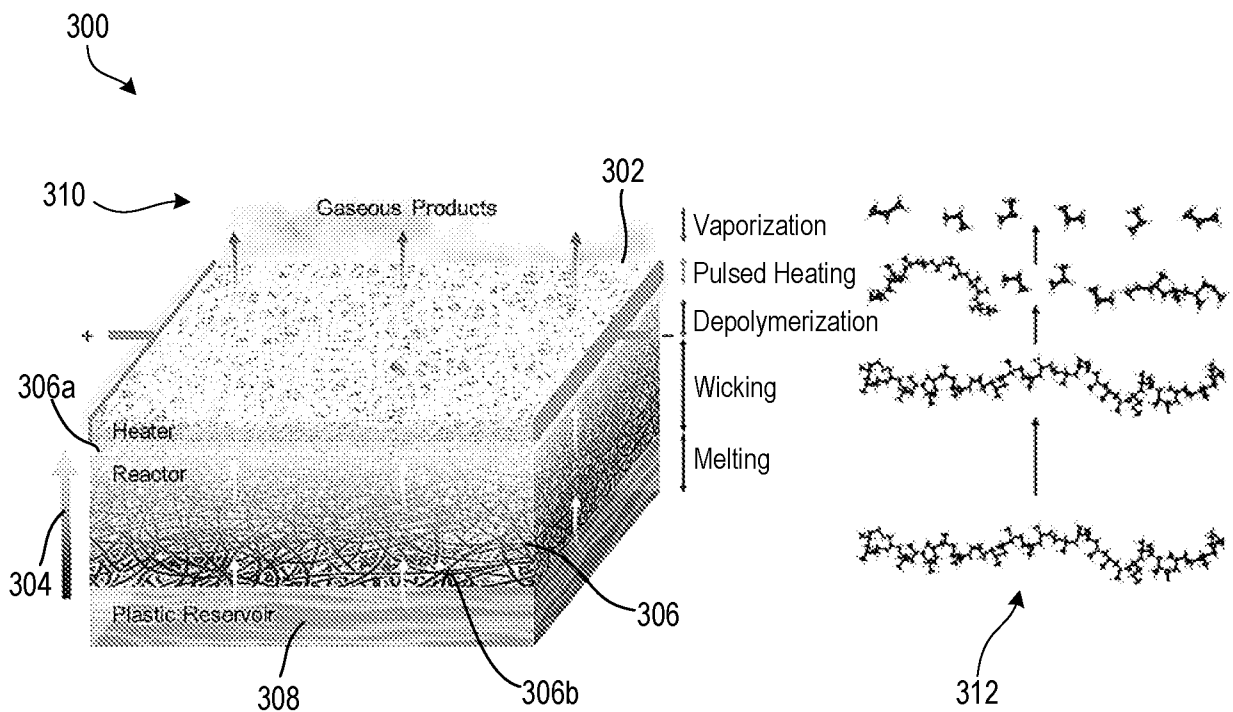 300
310
302
Gaseous Products
Vaporization
Pulsed Heating
Depolymerization
+
-
306a
Wicking
Heater
Melting
Reactor
304
Plastic Reservoir
306
308
306b
312